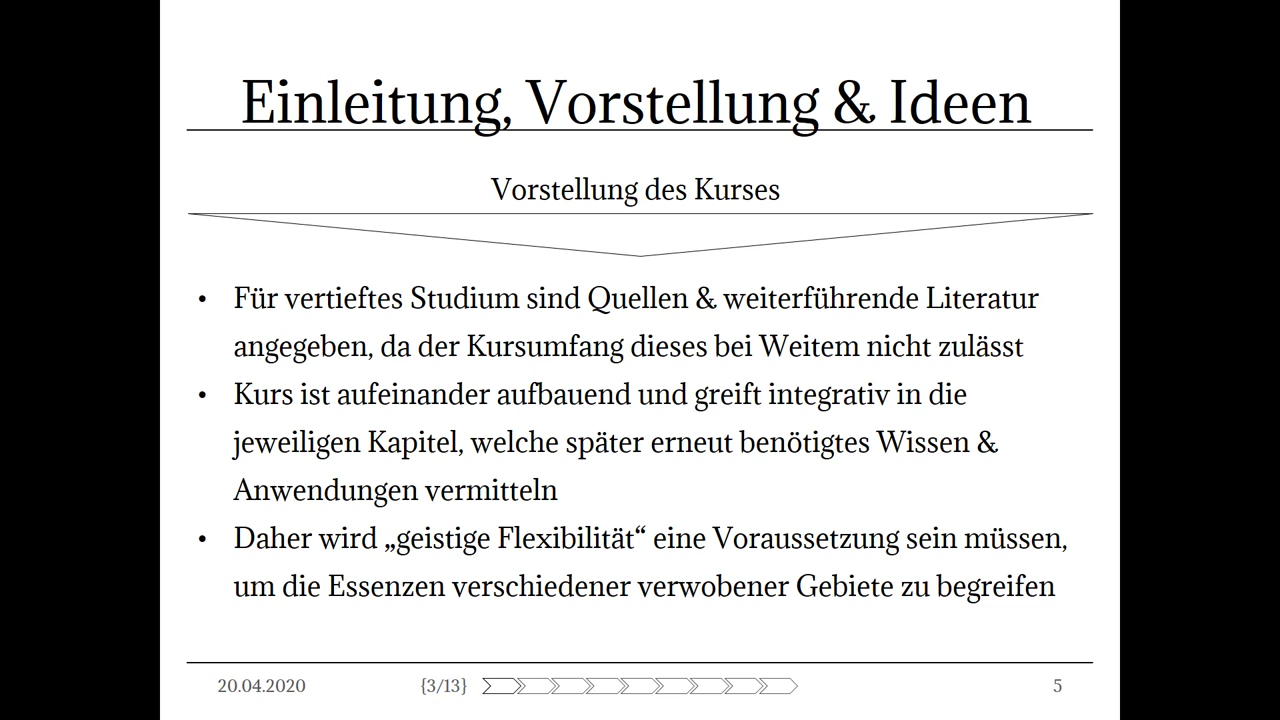 Einleitung, Vorstellung & Ideen
Vorstellung des Kurses
• Für vertieftes Studium sind Quellen & weiterführende Literatur
angegeben, da der Kursumfang dieses bei Weitem nicht zulässt
• Kurs ist aufeinander aufbauend und greift integrativ in die
jeweiligen Kapitel, welche später erneut benötigtes Wissen &
Anwendungen vermitteln
• Daher wird „geistige Flexibilität“ eine Voraussetzung sein müssen,
um die Essenzen verschiedener verwobener Gebiete zu begreifen
20.04.2020 {3/13} 5